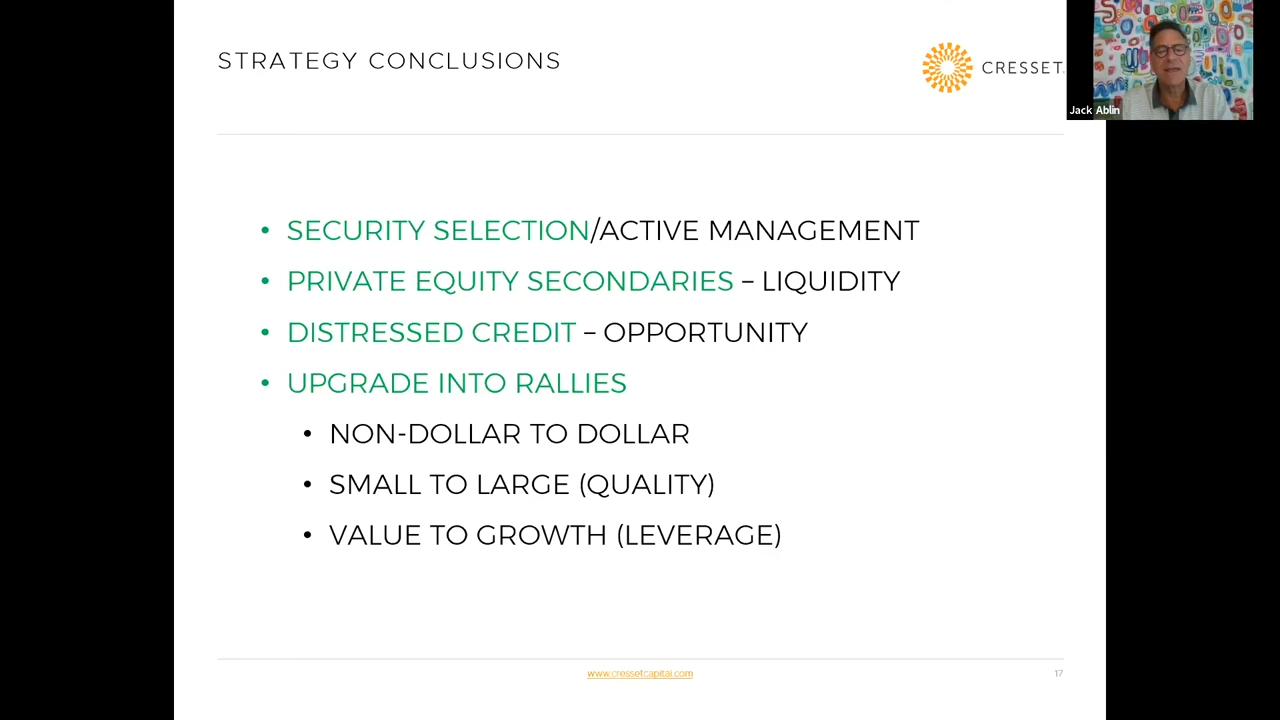 STRATEGY CONCLUSIONS
CRESSET
Jack Ablin
• SECURITY SELECTION/ACTIVE MANAGEMENT
• PRIVATE EQUITY SECONDARIES – LIQUIDITY
• DISTRESSED CREDIT – OPPORTUNITY
• UPGRADE INTO RALLIES
• NON-DOLLAR TO DOLLAR
• SMALL TO LARGE (QUALITY)
• VALUE TO GROWTH (LEVERAGE)
www.cressetcapital.com
17